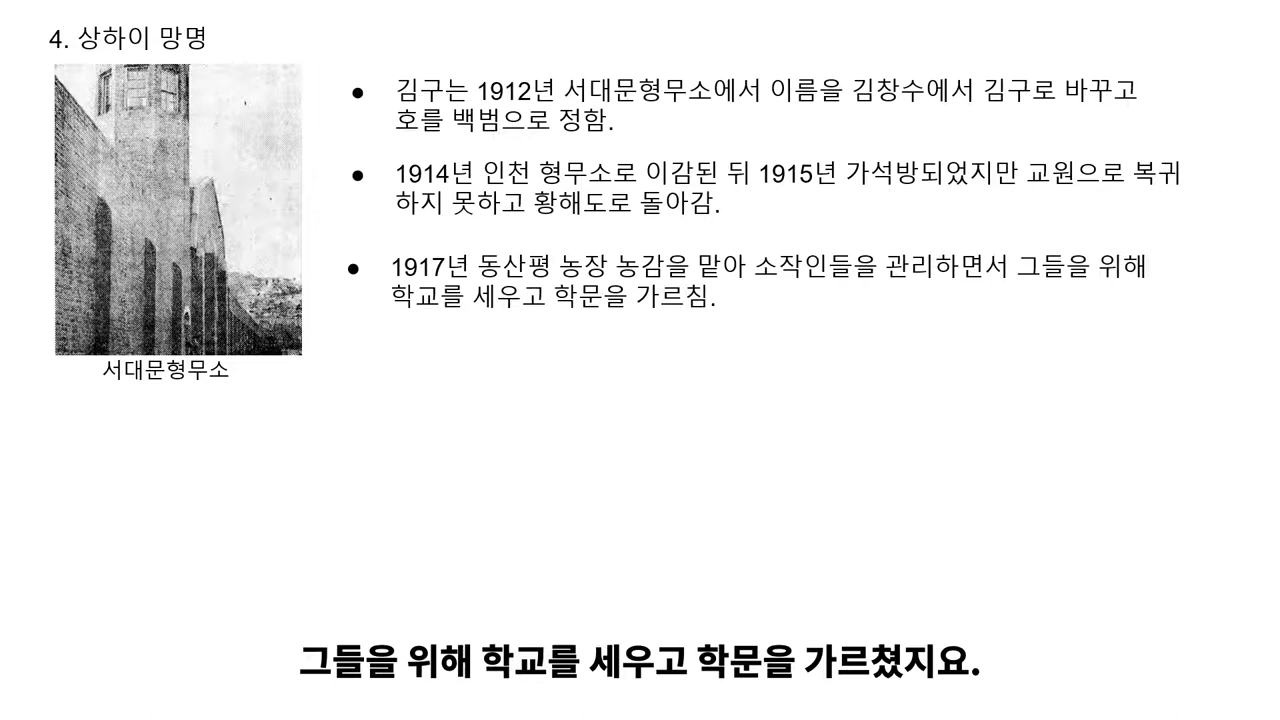 4. 상하이 망명
● 김구는 1912년 서대문형무소에서 이름을 김창수에서 김구로 바꾸고
호를 백범으로 정함.
● 1914년 인천 형무소로 이감된 뒤 1915년 가석방되었지만 교원으로 복귀
하지 못하고 황해도로 돌아감.
● 1917년 동산평 농장 농감을 맡아 소작인들을 관리하면서 그들을 위해
학교를 세우고 학문을 가르침.
서대문형무소
그들을 위해 학교를 세우고 학문을 가르쳤지요.